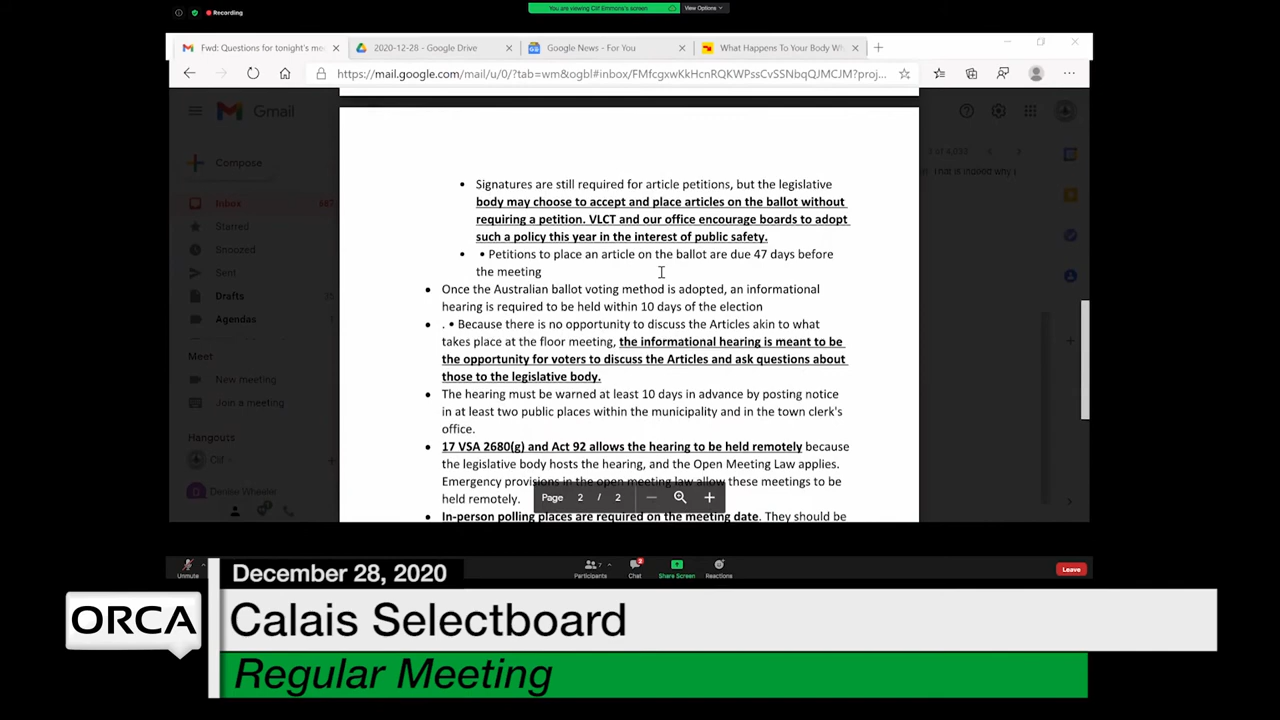 Recording
You are viewing Clif Emmons's screen
View Options
Fwd: Questions for tonight's me
2020-12-28 - Google Drive
Google News - For You
What Happens To Your Body Wh
https://mail.google.com/mail/u/0/?tab=wm&ogbl#inbox/FMfcgxwKkHcnRQKWPssCvSSNbqQJMCJM?proj...
Gmail
Compose
Inbox
Starred
Snoozed
Sent
Drafts
Agendas
Meet
New meeting
Join a meeting
Hangouts
Clif
Denise Wheeler
That is indeed why I
• Signatures are still required for article petitions, but the legislative
body may choose to accept and place articles on the ballot without
requiring a petition. VLCT and our office encourage boards to adopt
such a policy this year in the interest of public safety.
• • Petitions to place an article on the ballot are due 47 days before
the meeting
• Once the Australian ballot voting method is adopted, an informational
hearing is required to be held within 10 days of the election
• . • Because there is no opportunity to discuss the Articles akin to what
takes place at the floor meeting, the informational hearing is meant to be
the opportunity for voters to discuss the Articles and ask questions about
those to the legislative body.
• The hearing must be warned at least 10 days in advance by posting notice
in at least two public places within the municipality and in the town clerk's
office.
• 17 VSA 2680(g) and Act 92 allows the hearing to be held remotely because
the legislative body hosts the hearing, and the Open Meeting Law applies.
Emergency provisions in the open meeting law allow these meetings to be
held remotely.
Page 2 / 2
• In-person polling places are required on the meeting date. They should be
Unmute
Participants
Chat
Share Screen
Reactions
Leave
December 28, 2020
ORCA
Calais Selectboard
Regular Meeting